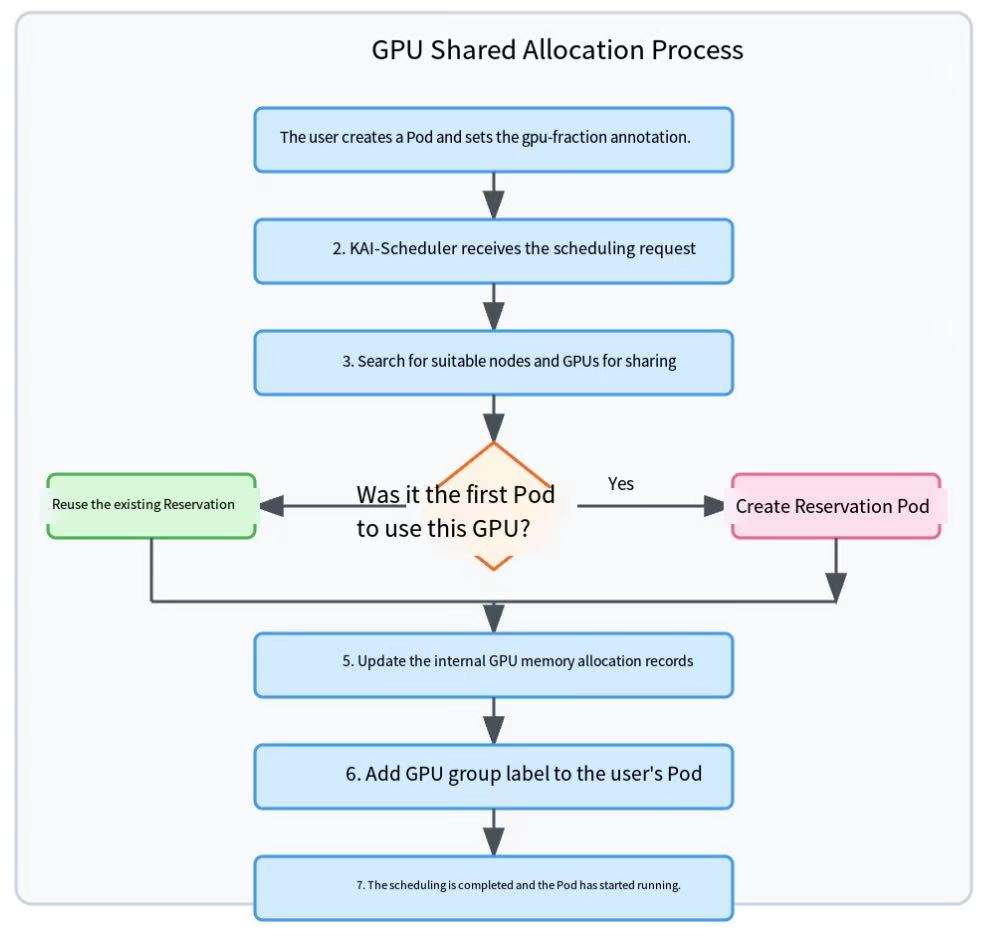 GPU Shared Allocation Process
The user creates a Pod and sets the gpu-fraction annotation.
2. KAI-Scheduler receives the scheduling request
3. Search for suitable nodes and GPUs for sharing
Was it the first Pod
to use this GPU?
Reuse the existing Reservation
Yes
Create Reservation Pod
5. Update the internal GPU memory allocation records
6. Add GPU group label to the user's Pod
7. The scheduling is completed and the Pod has started running.